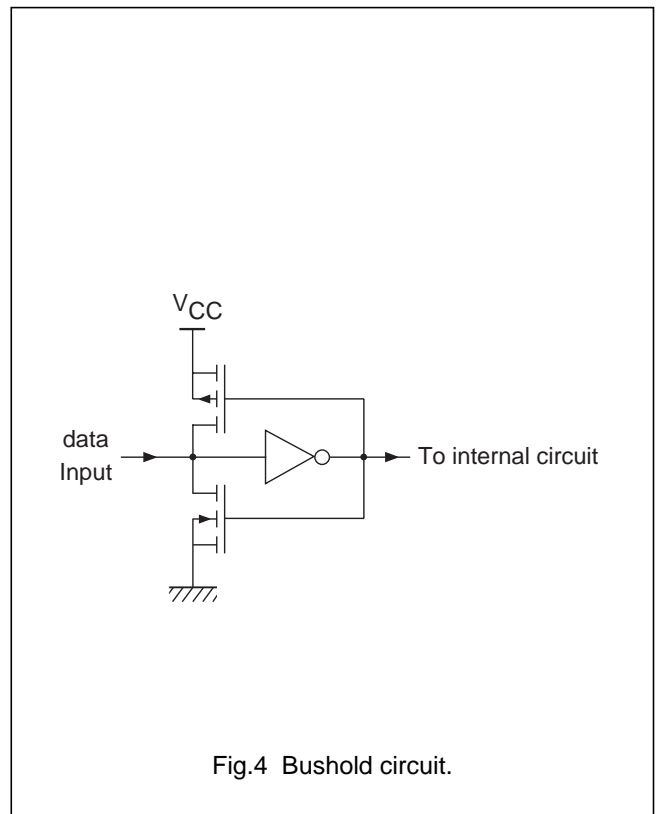 VCC
data
Input
To internal circuit
Fig.4 Bushold circuit.